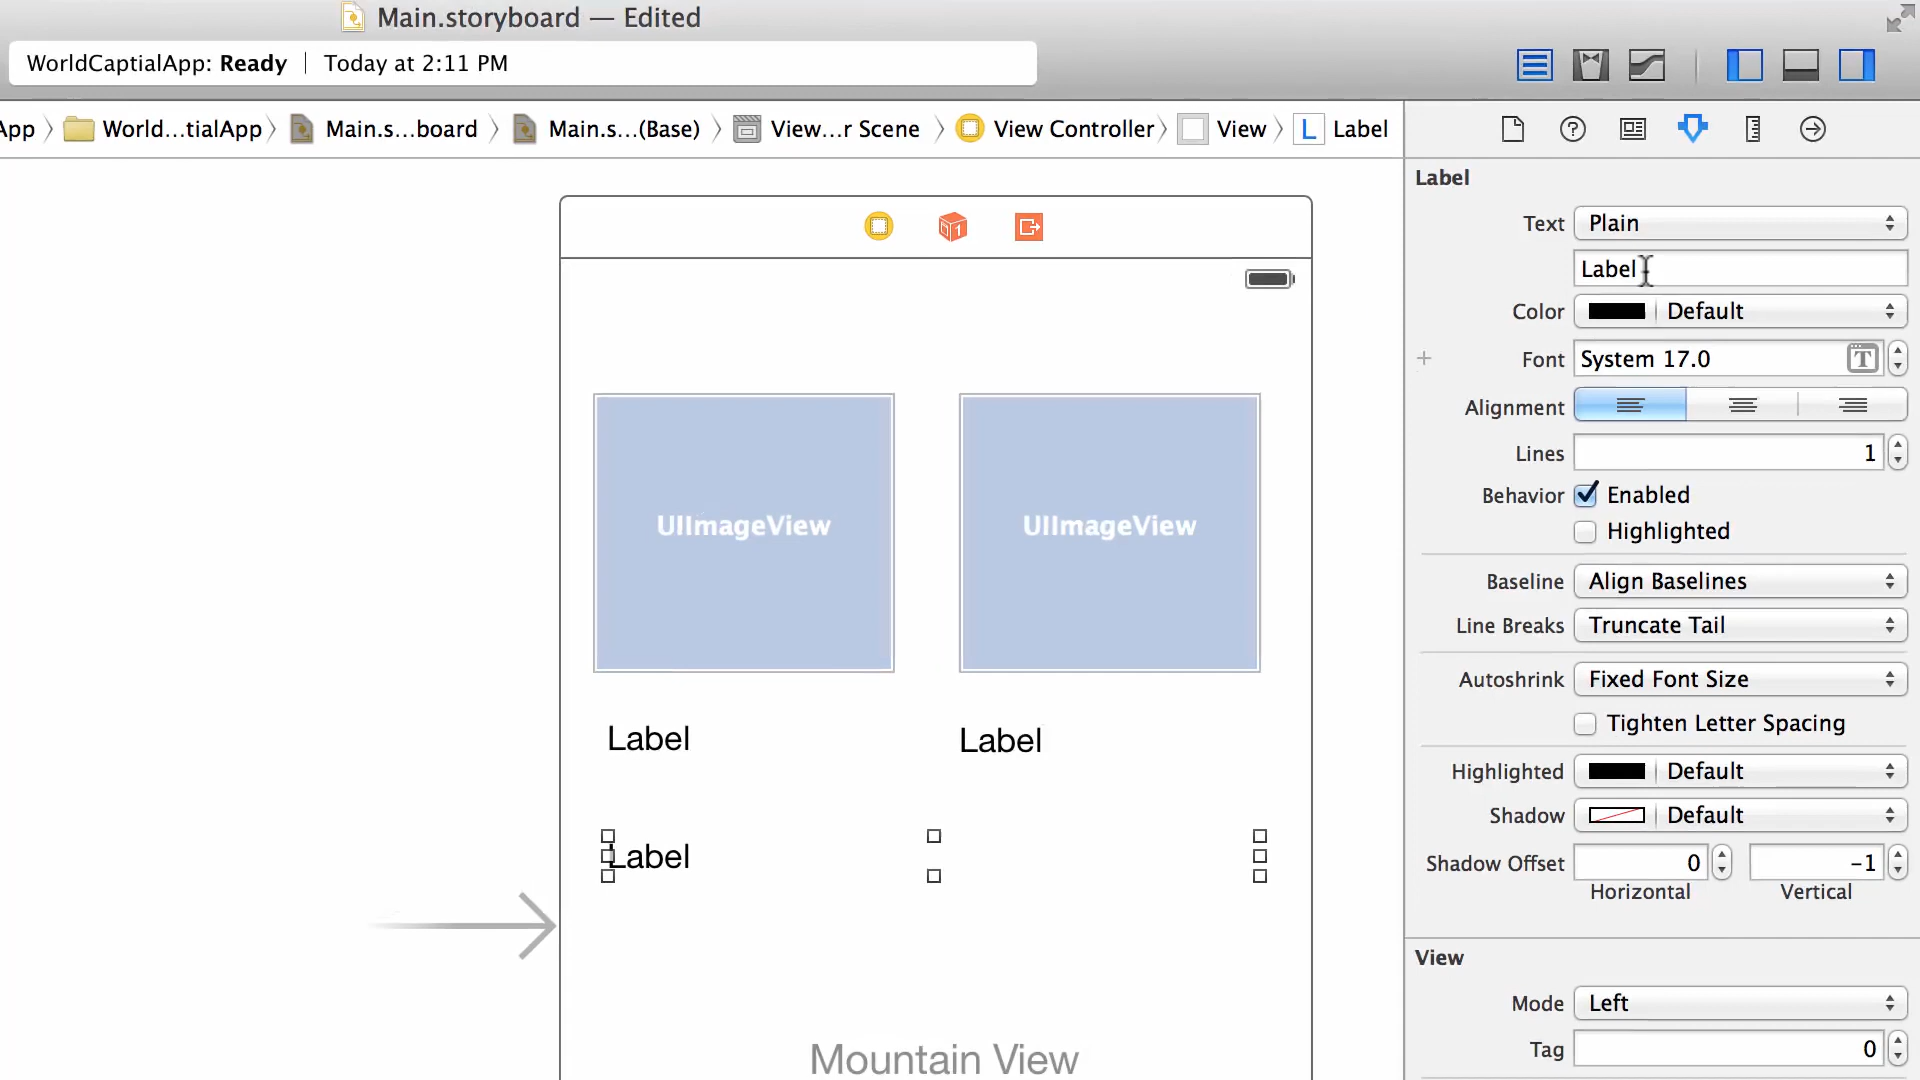 Main.storyboard — Edited
WorldCaptialApp: Ready | Today at 2:11 PM
App World...tialApp Main.s...board Main.s...(Base) View...r Scene View Controller View L Label
Label
Text Plain
Label
Color Default
Font System 17.0 T
Alignment
Lines 1
Behavior Enabled
Highlighted
Baseline Align Baselines
Line Breaks Truncate Tail
Autoshrink Fixed Font Size
Tighten Letter Spacing
Highlighted Default
Shadow Default
Shadow Offset 0 -1
Horizontal Vertical
View
Mode Left
Tag 0
1
UIImageView UIImageView
Label Label
Label
Mountain View